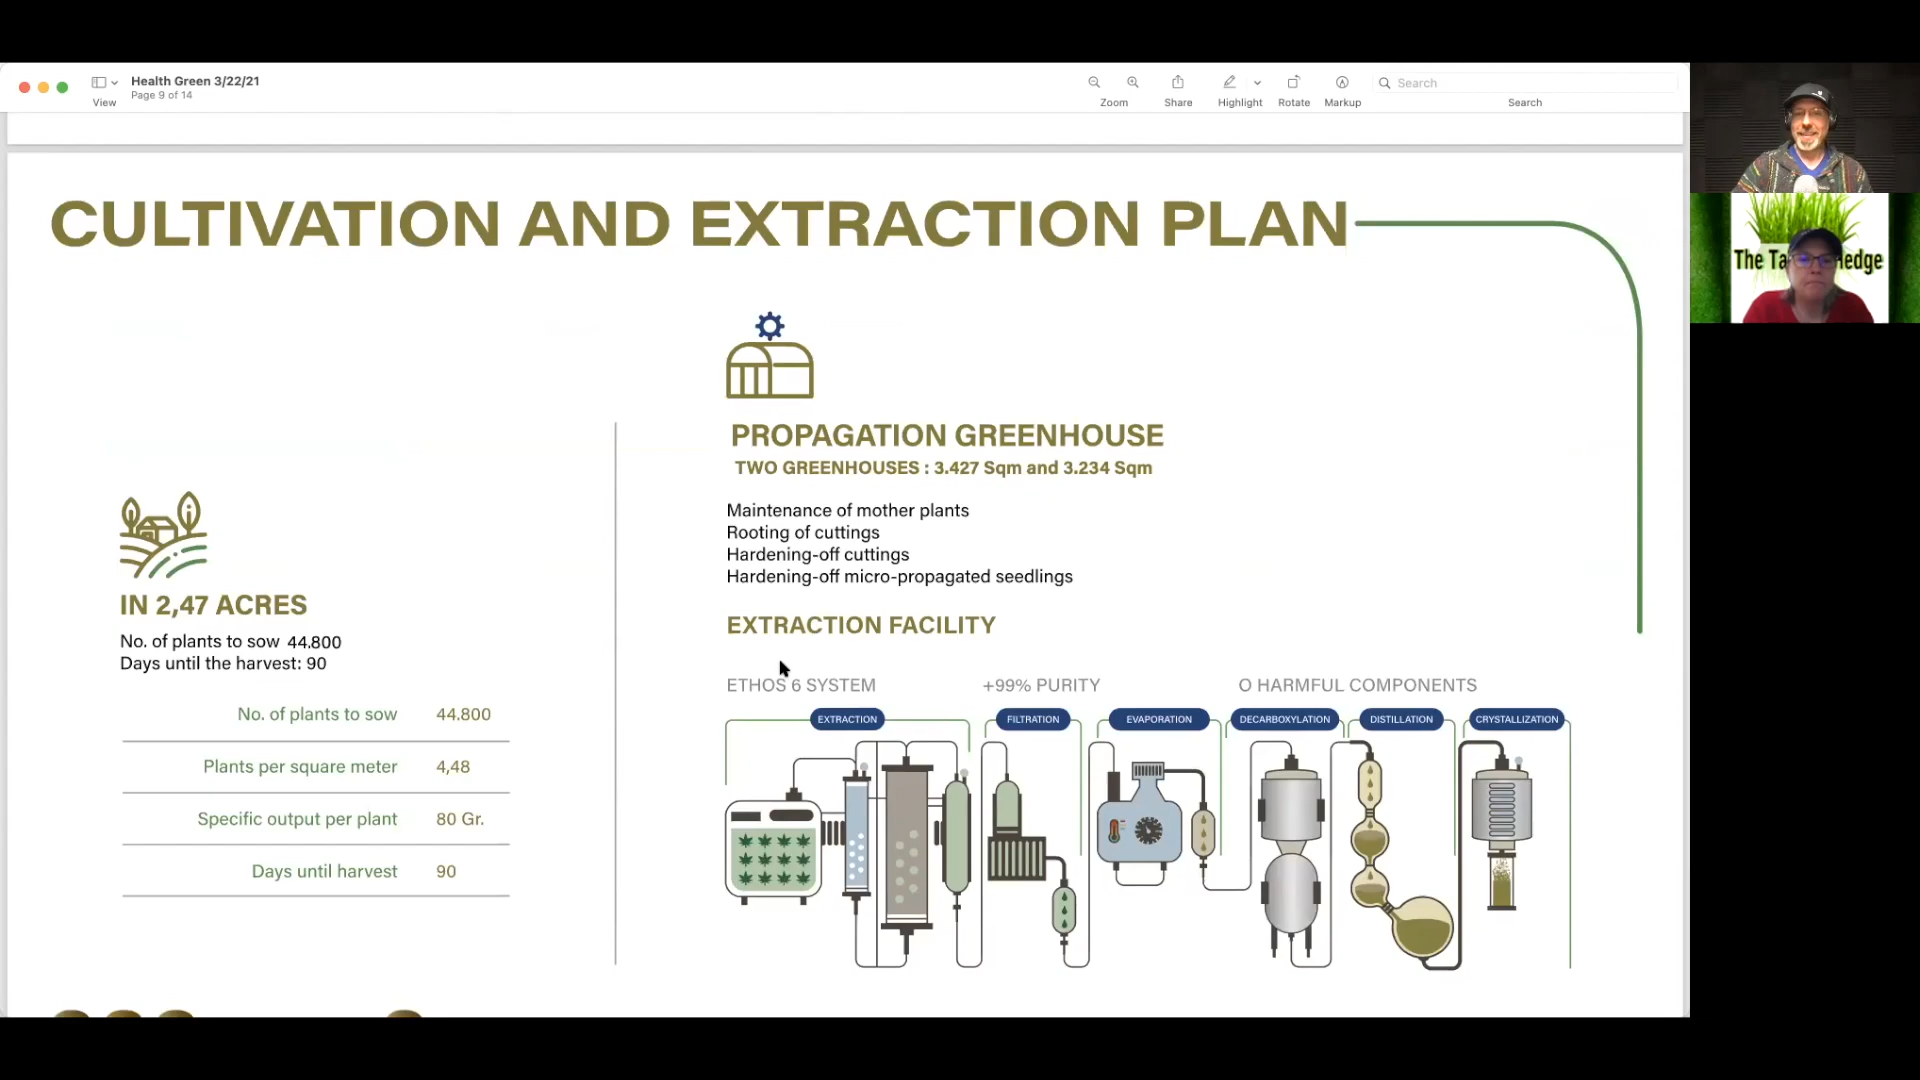 Health Green 3/22/21
Page 9 of 14
View
Zoom
Share
Highlight
Rotate
Markup
Search
Search
CULTIVATION AND EXTRACTION PLAN
PROPAGATION GREENHOUSE
TWO GREENHOUSES : 3.427 Sqm and 3.234 Sqm
Maintenance of mother plants
Rooting of cuttings
Hardening-off cuttings
Hardening-off micro-propagated seedlings
IN 2,47 ACRES
No. of plants to sow 44.800
Days until the harvest: 90
No. of plants to sow 44.800
Plants per square meter 4,48
Specific output per plant 80 Gr.
Days until harvest 90
EXTRACTION FACILITY
ETHOS 6 SYSTEM +99% PURITY O HARMFUL COMPONENTS
EXTRACTION FILTRATION EVAPORATION DECARBOXYLATION DISTILLATION CRYSTALLIZATION
The